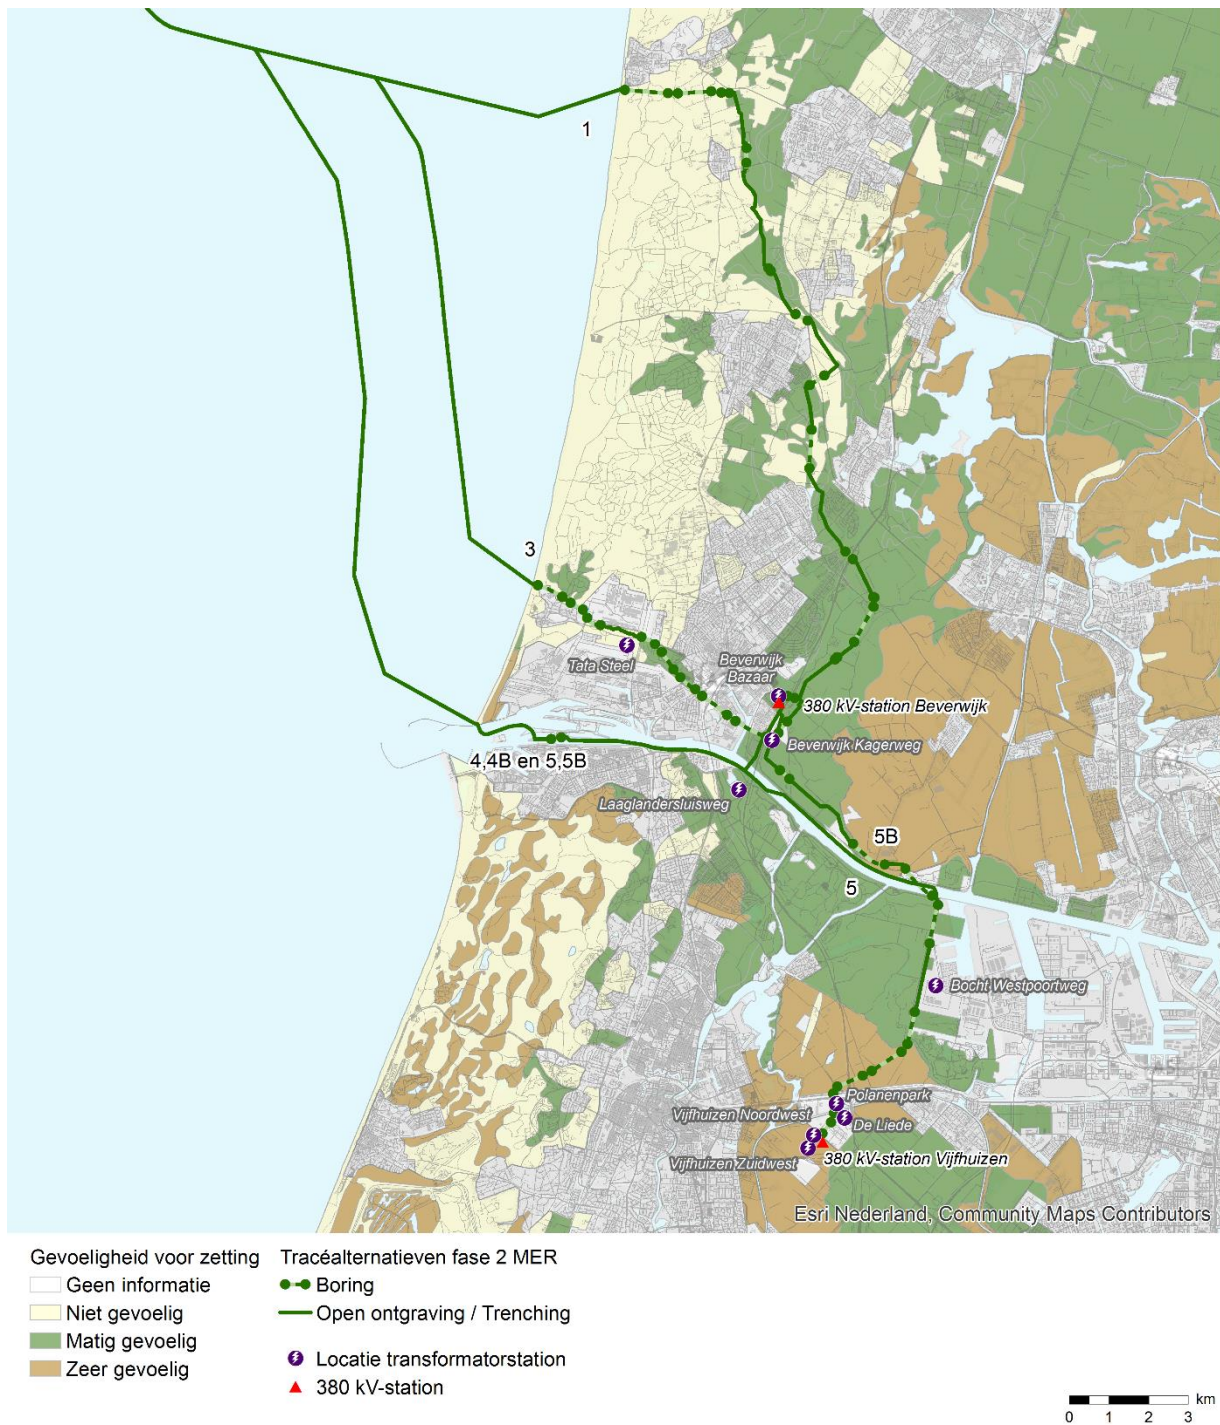 1
3
Tata Steel
Beverwijk
Bazaar
380 kV-station Beverwijk
Beverwijk Kagerweg
4,4B en 5,5B
Laaglandersluisweg
5B
5
Bocht Westpoortweg
Polanenpark
Vijfhuizen Noordwest
De Liede
380 kV-station Vijfhuizen
Vijfhuizen Zuidwest
Esri Nederland, Community Maps Contributors
Gevoeligheid voor zetting
Geen informatie
Niet gevoelig
Matig gevoelig
Zeer gevoelig
Tracéalternatieven fase 2 MER
Boring
Open ontgraving / Trenching
Locatie transformatorstation
380 kV-station
km
0 1 2 3